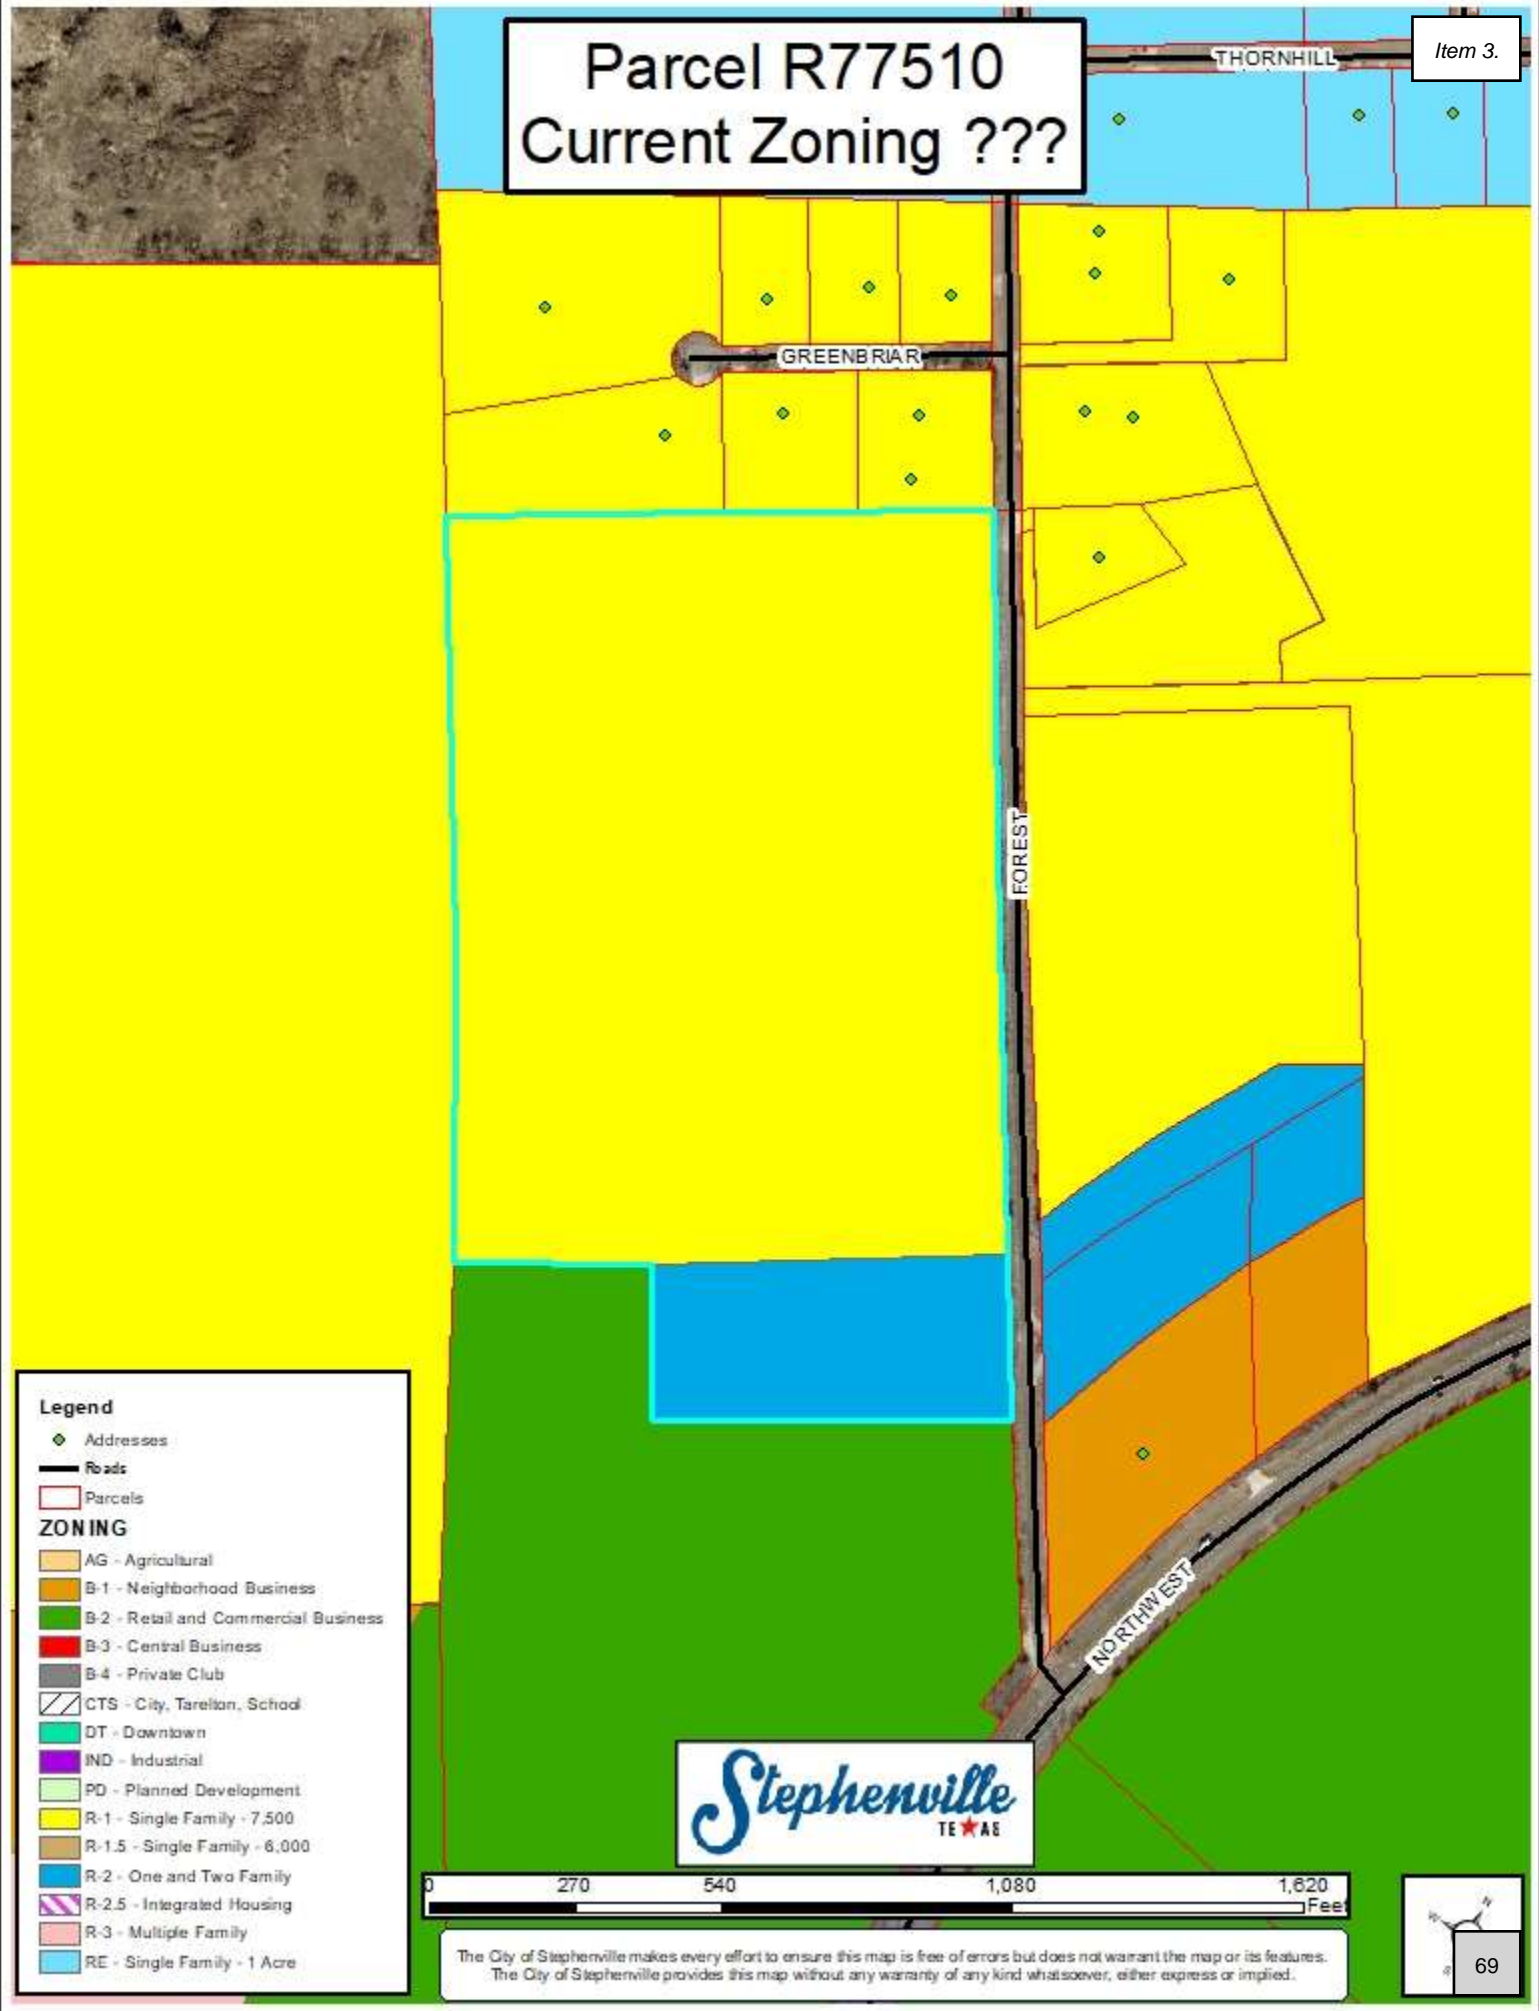 Parcel R77510
Current Zoning ???
Item 3.
THORNHILL
GREENBRIAR
FOREST
NORTHWEST
Legend
Addresses
Roads
Parcels
ZONING
AG - Agricultural
B-1 - Neighborhood Business
B-2 - Retail and Commercial Business
B-3 - Central Business
B-4 - Private Club
CTS - City, Tarelton, School
DT - Downtown
IND - Industrial
PD - Planned Development
R-1 - Single Family - 7,500
R-1.5 - Single Family - 6,000
R-2 - One and Two Family
R-2.5 - Integrated Housing
R-3 - Multiple Family
RE - Single Family - 1 Acre
Stephenville
TEXAS
0 270 540 1,080 1,620
Feet
The City of Stephenville makes every effort to ensure this map is free of errors but does not warrant the map or its features.
The City of Stephenville provides this map without any warranty of any kind whatsoever, either express or implied.
N
W
69